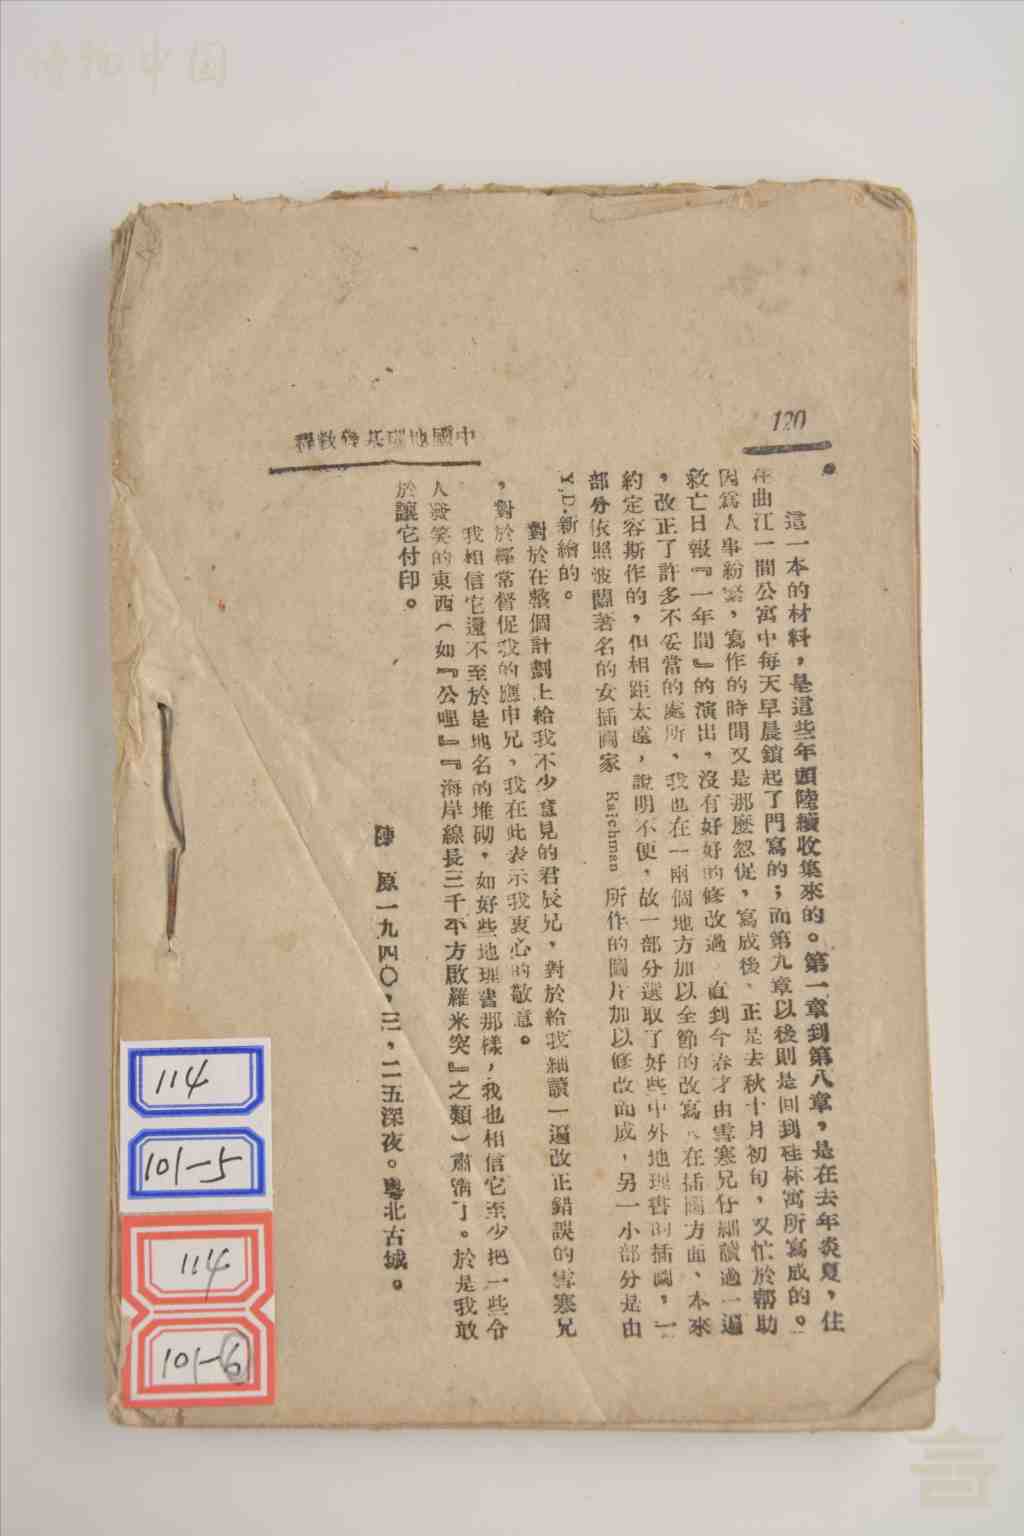 博物中国
120
中國地理基礎教程
。
這一本的材料，是這些年頭陸續收集來的。第一章到第八章，是在去年炎夏，住
在曲江一間公寓中每天早晨鎖起了門寫的；而第九章以後則是回到桂林寓所寫成的。
因爲人事紛繁，寫作的時間又是那麼怱促，寫成後、正是去秋十月初旬，又忙於幫助
救亡日報『一年間』的演出，沒有好好的修改過，直到今春才由雪寒兄仔細讀過一遍
，改正了許多不妥當的處所，我也在一兩個地方加以全節的改寫，在插圖方面、本來
約定容斯作的，但相距太遠，說明不便，故一部分選取了好些中外地理書的插圖，一
部分依照波蘭著名的女插圖家 Raichman 所作的圖片加以修改而成，另一小部分是由
Y.D.新繪的。
對於在整個計劃上給我不少意見的君辰兄，對於給我細讀一遍改正錯誤的雪寒兄
，對於經常督促我的應申兄，我在此表示我衷心的敬意。
我相信它還不至於是地名的堆砌，如好些地理書那樣，我也相信它至少把一些令
人發笑的東西（如『公哩』『海岸線長三千平方啟羅米突』之類）肅清了。於是我敢
於讓它付印。
陳　原一九四〇，三，二五深夜。粵北古城。
114
101-5
114
101-6